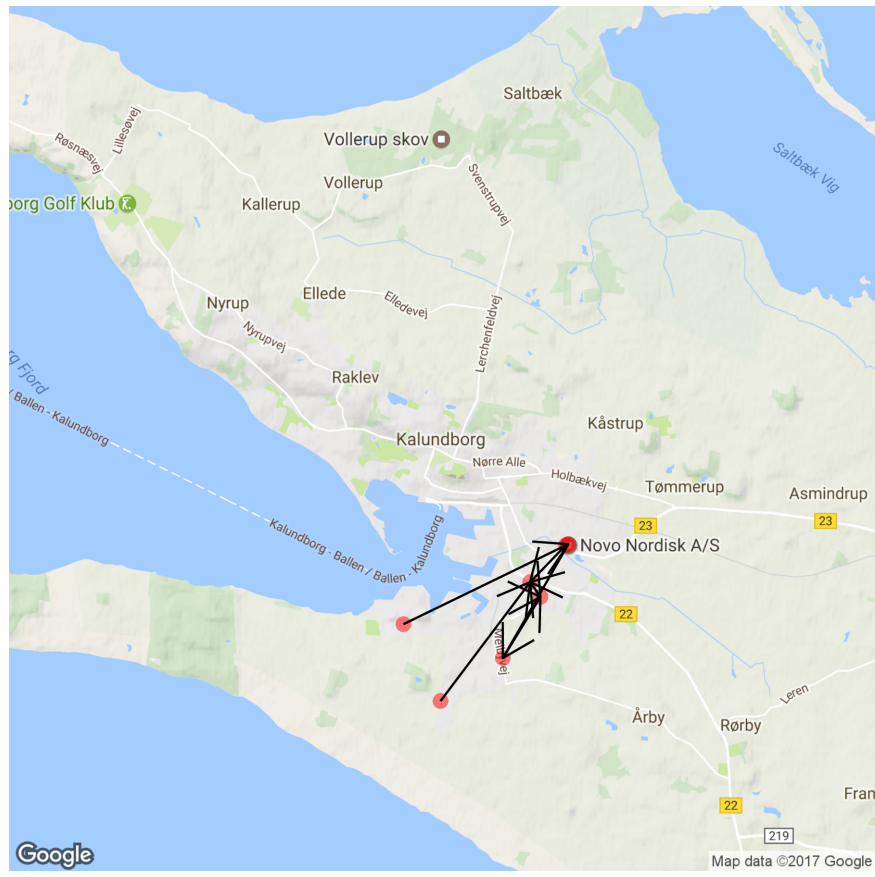 Saltbæk
Lillesøvej
Røsnæsvej
Vollerup skov
Saltbæk Vig
Vollerup
Svenstrupvej
org Golf Klub
Kallerup
Ellede
Nyrup
Elledevej
Lerchenfeldvej
Nyrupvej
g Fjord
Raklev
/ Ballen - Kalundborg
Kåstrup
Kalundborg
Nørre Alle
Holbækvej
Tømmerup
Asmindrup
23
23
Kalundborg - Ballen / Ballen - Kalundborg
Novo Nordisk A/S
22
Leren
Årby
Rørby
Fran
22
219
Google
Map data ©2017 Google